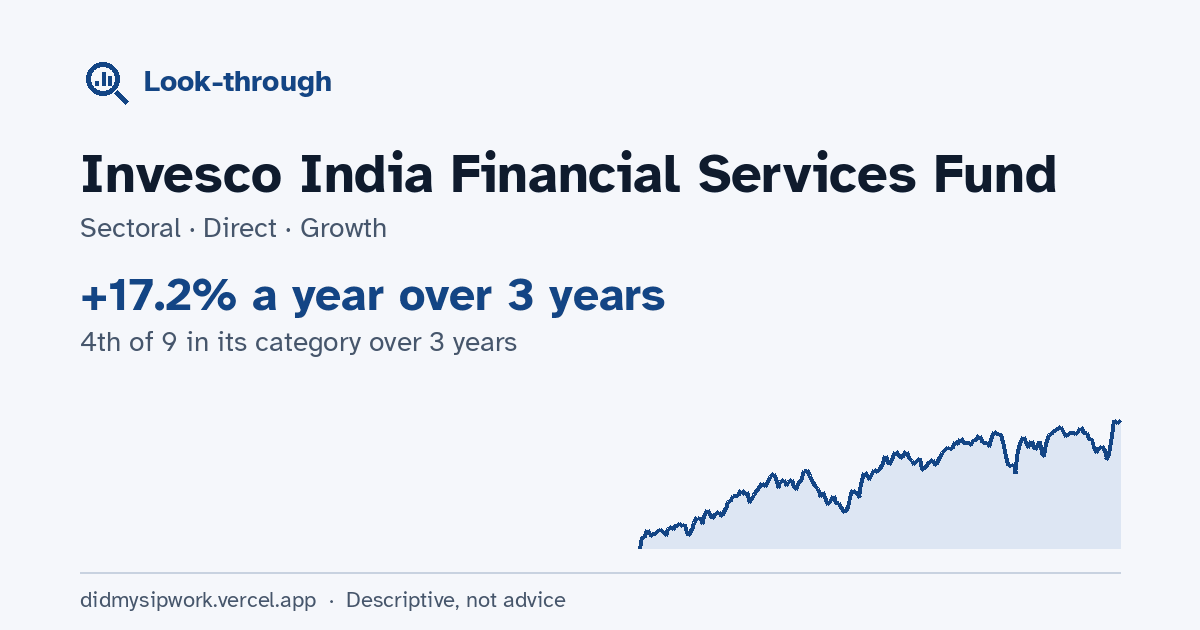 Look-through
Invesco India Financial Services Fund
Sectoral · Direct · Growth
+17.2% a year over 3 years
4th of 9 in its category over 3 years
didmysipwork.vercel.app · Descriptive, not advice